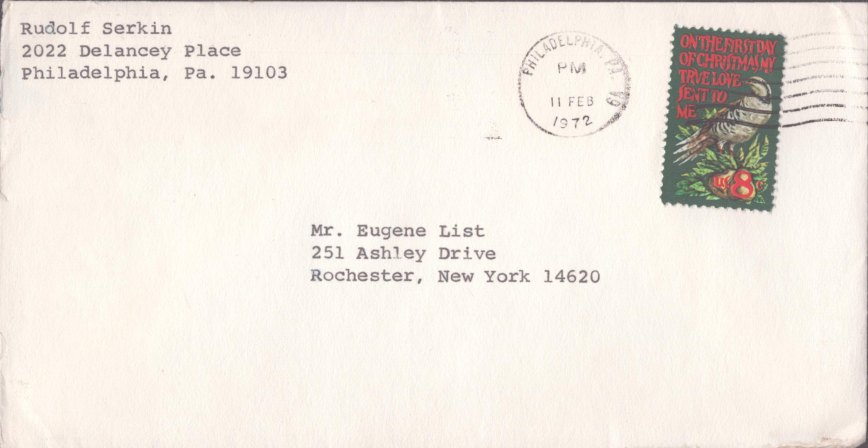 Rudolf Serkin
2022 Delancey Place
Philadelphia, Pa. 19103
PHILADELPHIA, PA
PM
11 FEB
1972
ON THE FIRST DAY
OF CHRISTMAS MY
TRUE LOVE
SENT TO
ME
US 8c
Mr. Eugene List
251 Ashley Drive
Rochester, New York 14620